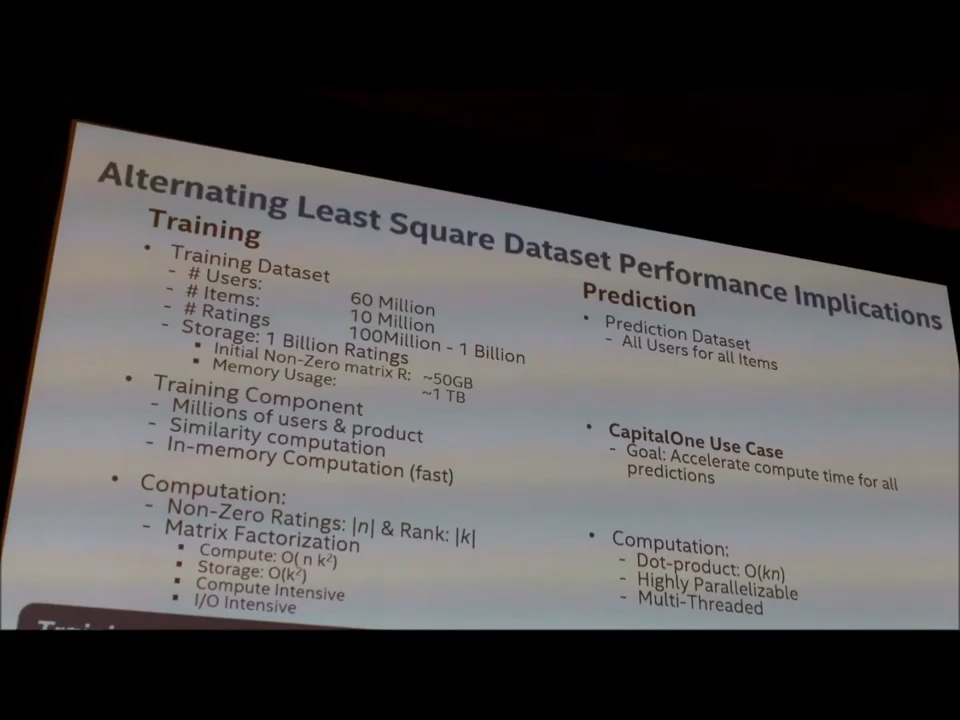 Alternating Least Square Dataset Performance Implications
Training
• Training Dataset
- # Users: 60 Million
- # Items: 10 Million
- # Ratings 100Million - 1 Billion
- Storage: 1 Billion Ratings
▪ Initial Non-Zero matrix R: ~50GB
▪ Memory Usage: ~1 TB
• Training Component
- Millions of users & product
- Similarity computation
- In-memory Computation (fast)
• Computation:
- Non-Zero Ratings: |n| & Rank: |k|
- Matrix Factorization
▪ Compute: O( n k²)
▪ Storage: O(k²)
▪ Compute Intensive
▪ I/O Intensive
Prediction
• Prediction Dataset
- All Users for all Items
• CapitalOne Use Case
- Goal: Accelerate compute time for all
predictions
• Computation:
- Dot-product: O(kn)
- Highly Parallelizable
- Multi-Threaded